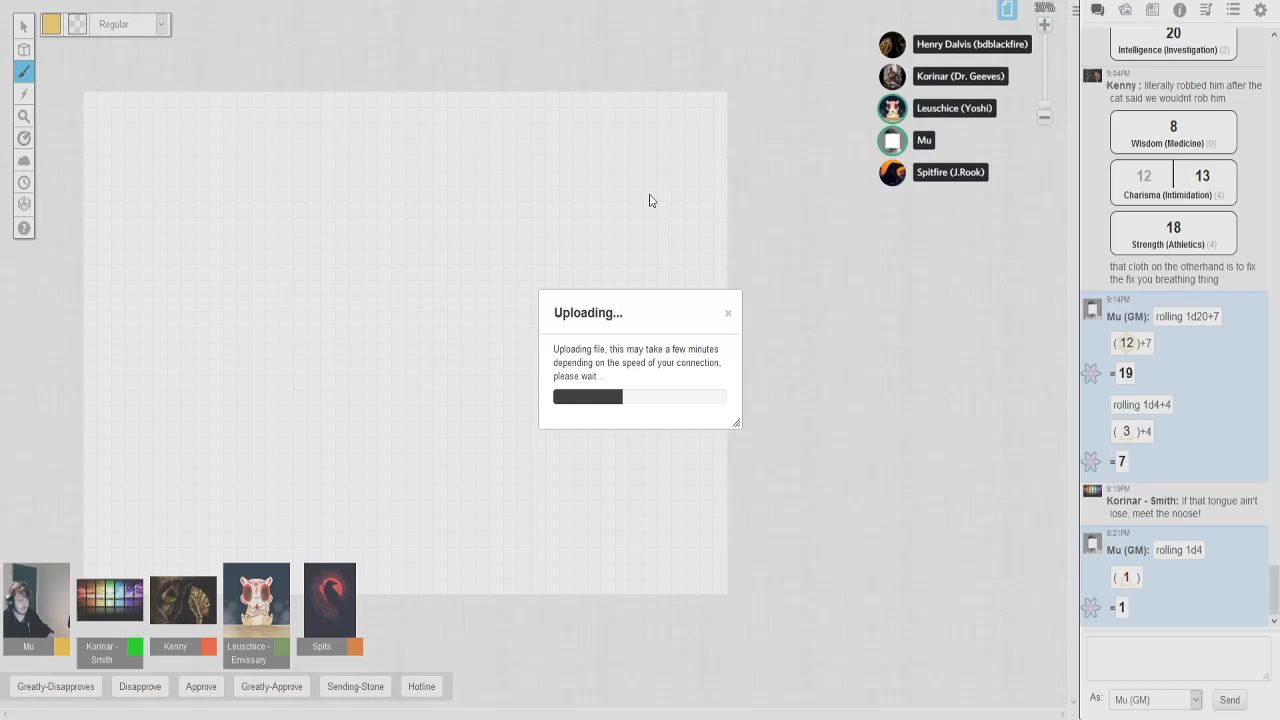 Regular
39%
Henry Dalvis (bdblackfire)
Korinar (Dr. Geeves)
Leuschice (Yoshi)
Mu
Spitfire (J.Rook)
Uploading...
×
Uploading file, this may take a few minutes
depending on the speed of your connection,
please wait...
Mu
Korinar -
Smith
Kenny
Leuschice -
Emissary
Spits
Greatly-Disapproves
Disapprove
Approve
Greatly-Approve
Sending-Stone
Hotline
20
Intelligence (Investigation) (2)
9:04PM
Kenny : literally robbed him after the
cat said we wouldnt rob him
8
Wisdom (Medicine) (0)
12 13
Charisma (Intimidation) (4)
18
Strength (Athletics) (4)
that cloth on the otherhand is to fix
the fix you breathing thing
9:14PM
Mu (GM): rolling 1d20+7
( 12 )+7
= 19
rolling 1d4+4
( 3 )+4
= 7
9:19PM
Korinar - Smith: If that tongue ain't
lose, meet the noose!
9:21PM
Mu (GM): rolling 1d4
( 1 )
= 1
As: Mu (GM) Send